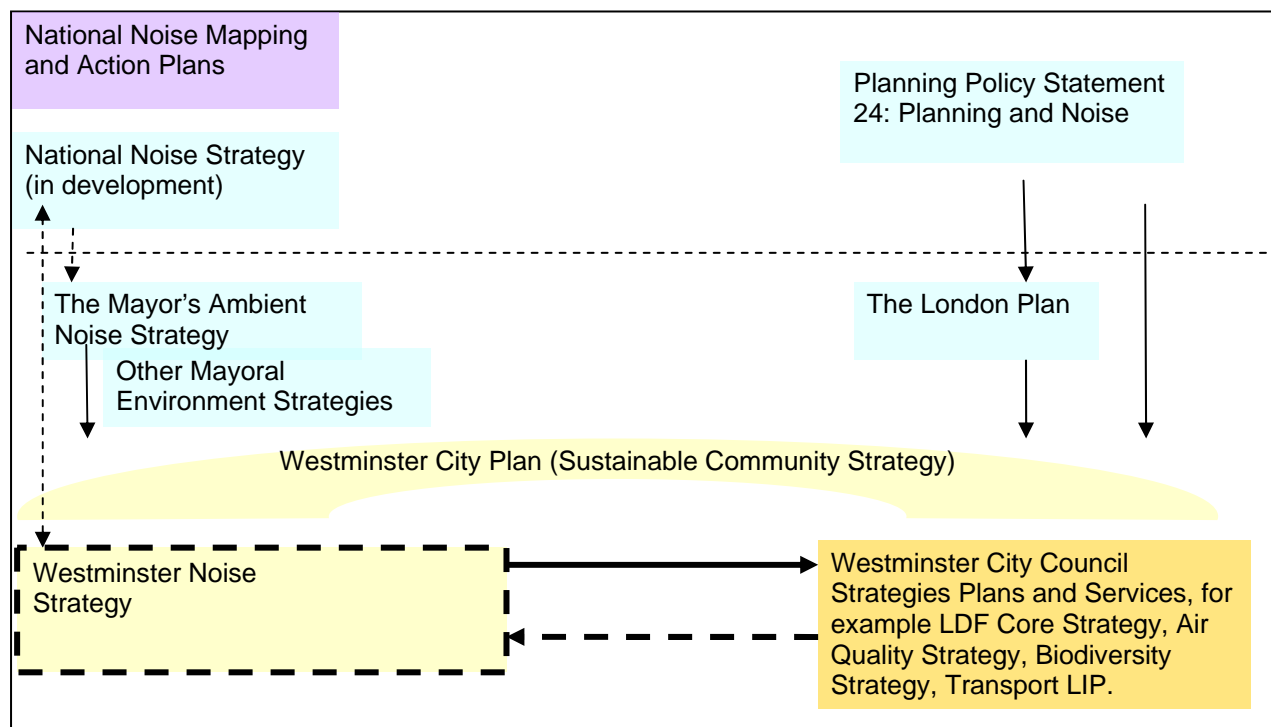 National Noise Mapping
and Action Plans
Planning Policy Statement
24: Planning and Noise
National Noise Strategy
(in development)
The Mayor’s Ambient
Noise Strategy
The London Plan
Other Mayoral
Environment Strategies
Westminster City Plan (Sustainable Community Strategy)
Westminster Noise
Strategy
Westminster City Council
Strategies Plans and Services, for
example LDF Core Strategy, Air
Quality Strategy, Biodiversity
Strategy, Transport LIP.